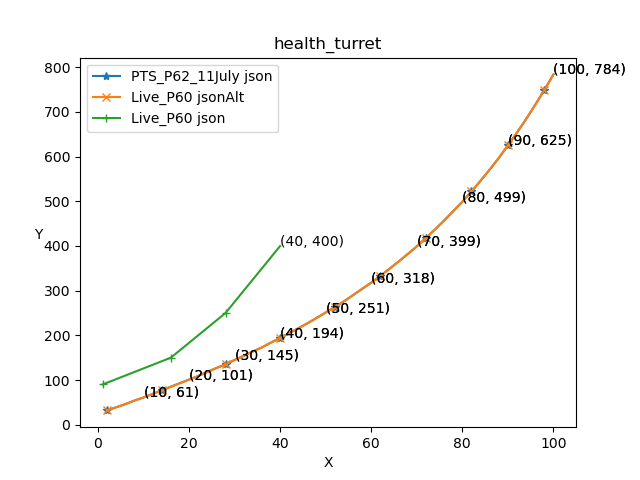 health_turret
PTS_P62_11July json
Live_P60 jsonAlt
Live_P60 json
Y
800
700
600
500
400
300
200
100
0
(100, 784)
(90, 625)
(80, 499)
(70, 399)
(40, 400)
(60, 318)
(50, 251)
(40, 194)
(30, 145)
(20, 101)
(10, 61)
0 20 40 60 80 100
X